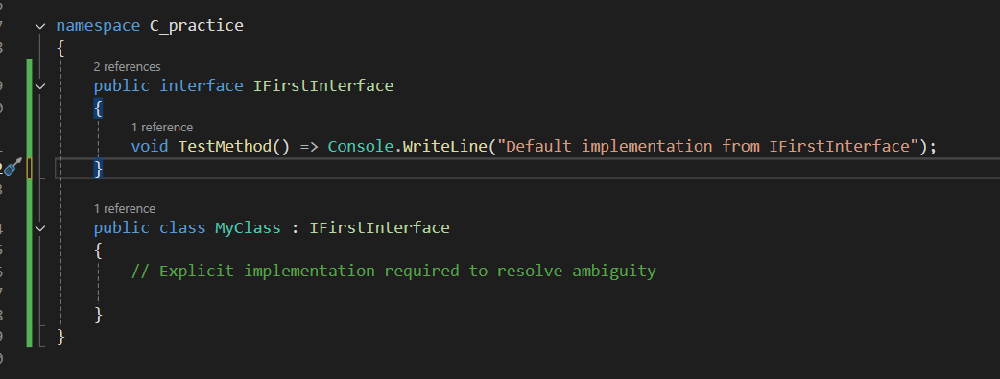 namespace C_practice
{
2 references
public interface IFirstInterface
{
1 reference
void TestMethod() => Console.WriteLine("Default implementation from IFirstInterface");
}
1 reference
public class MyClass : IFirstInterface
{
// Explicit implementation required to resolve ambiguity
}
}